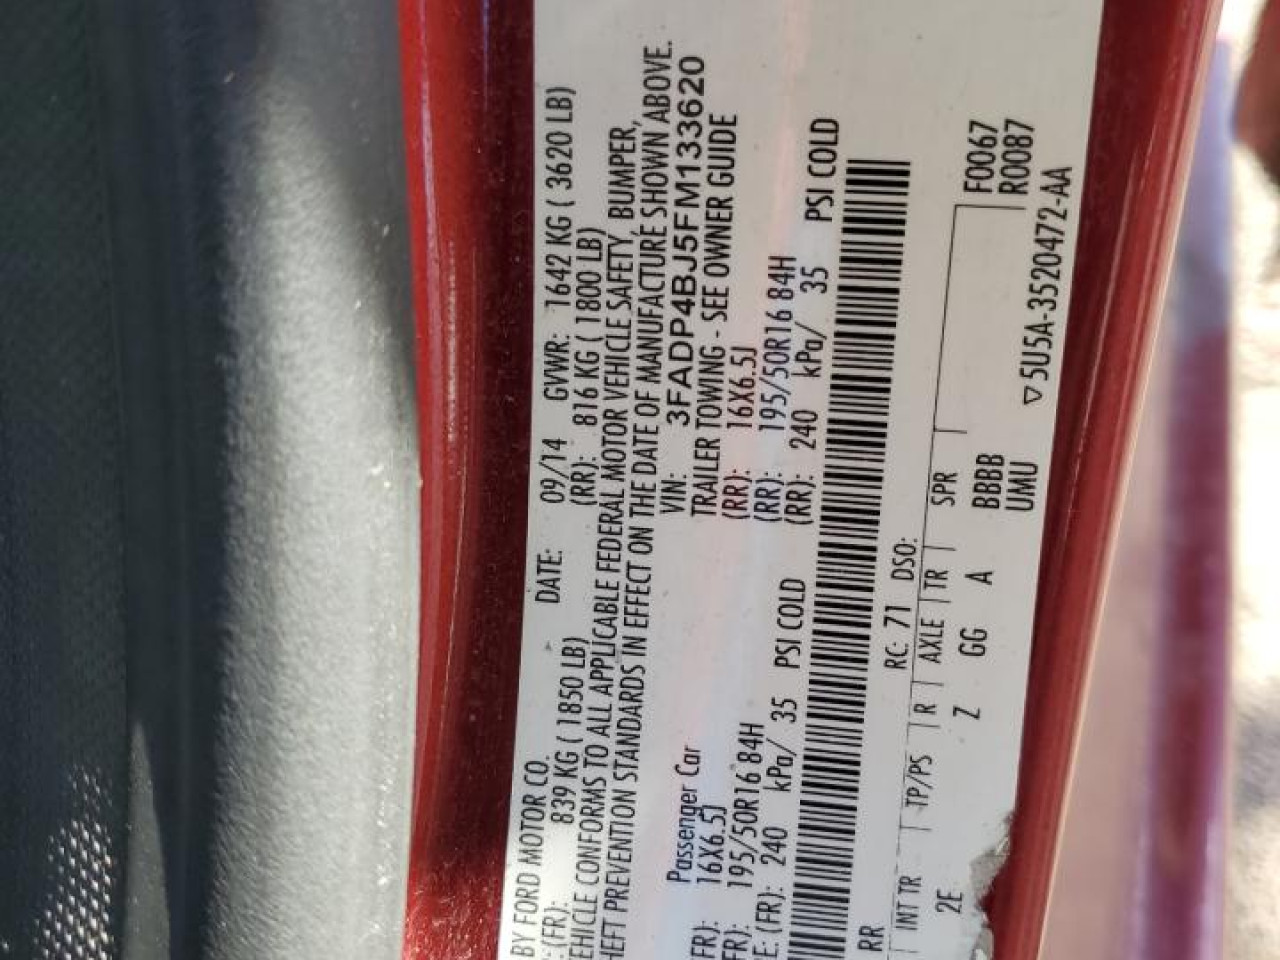 BY FORD MOTOR CO. DATE: 09/14 GVWR: 1642 KG ( 3620 LB)
(FR): 839 KG ( 1850 LB) (RR): 816 KG ( 1800 LB)
EHICLE CONFORMS TO ALL APPLICABLE FEDERAL MOTOR VEHICLE SAFETY, BUMPER,
HEFT PREVENTION STANDARDS IN EFFECT ON THE DATE OF MANUFACTURE SHOWN ABOVE.
VIN: 3FADP4BJ5FM133620
Passenger Car TRAILER TOWING - SEE OWNER GUIDE
FR): 16X6.5J (RR): 16X6.5J
FR): 195/50R16 84H (RR): 195/50R16 84H
E: (FR): 240 kPa/ 35 PSI COLD (RR): 240 kPa/ 35 PSI COLD
RR RC: 71 DSO:
INT TR TP/PS R AXLE TR SPR F0067
2E Z GG A BBBB R0087
UMU ▽5U5A-3520472-AA